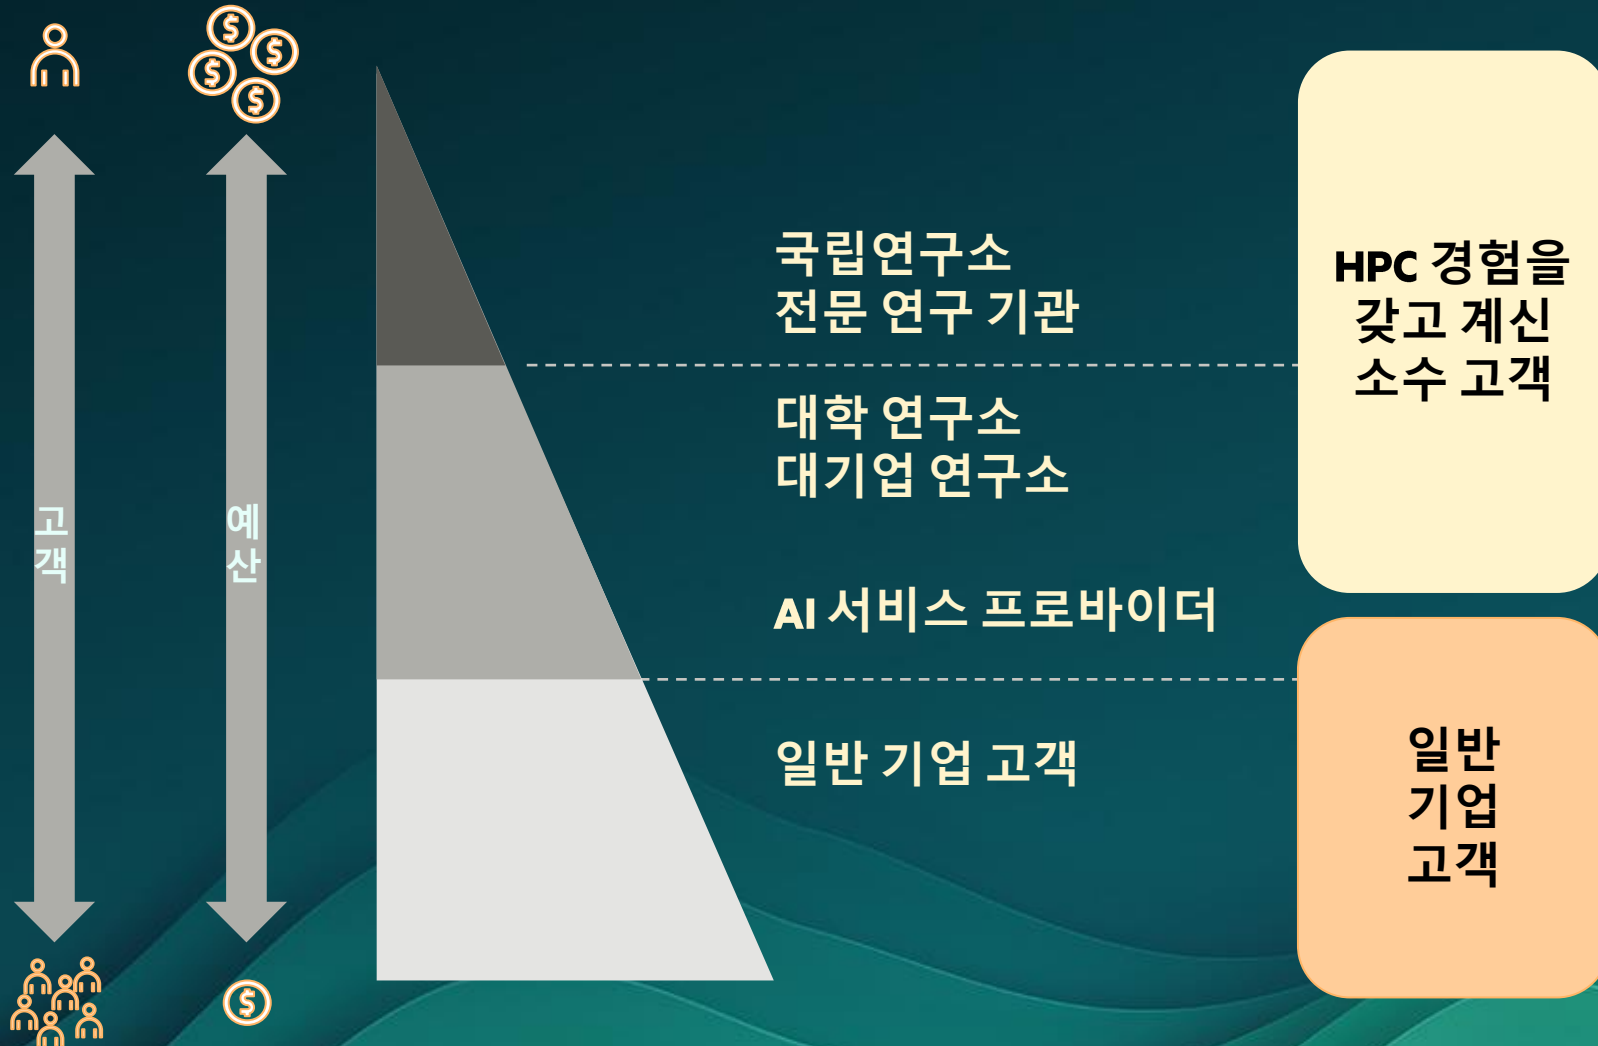 고
객
예
산
국립연구소
전문 연구 기관
대학 연구소
대기업 연구소
AI 서비스 프로바이더
일반 기업 고객
HPC 경험을
갖고 계신
소수 고객
일반
기업
고객